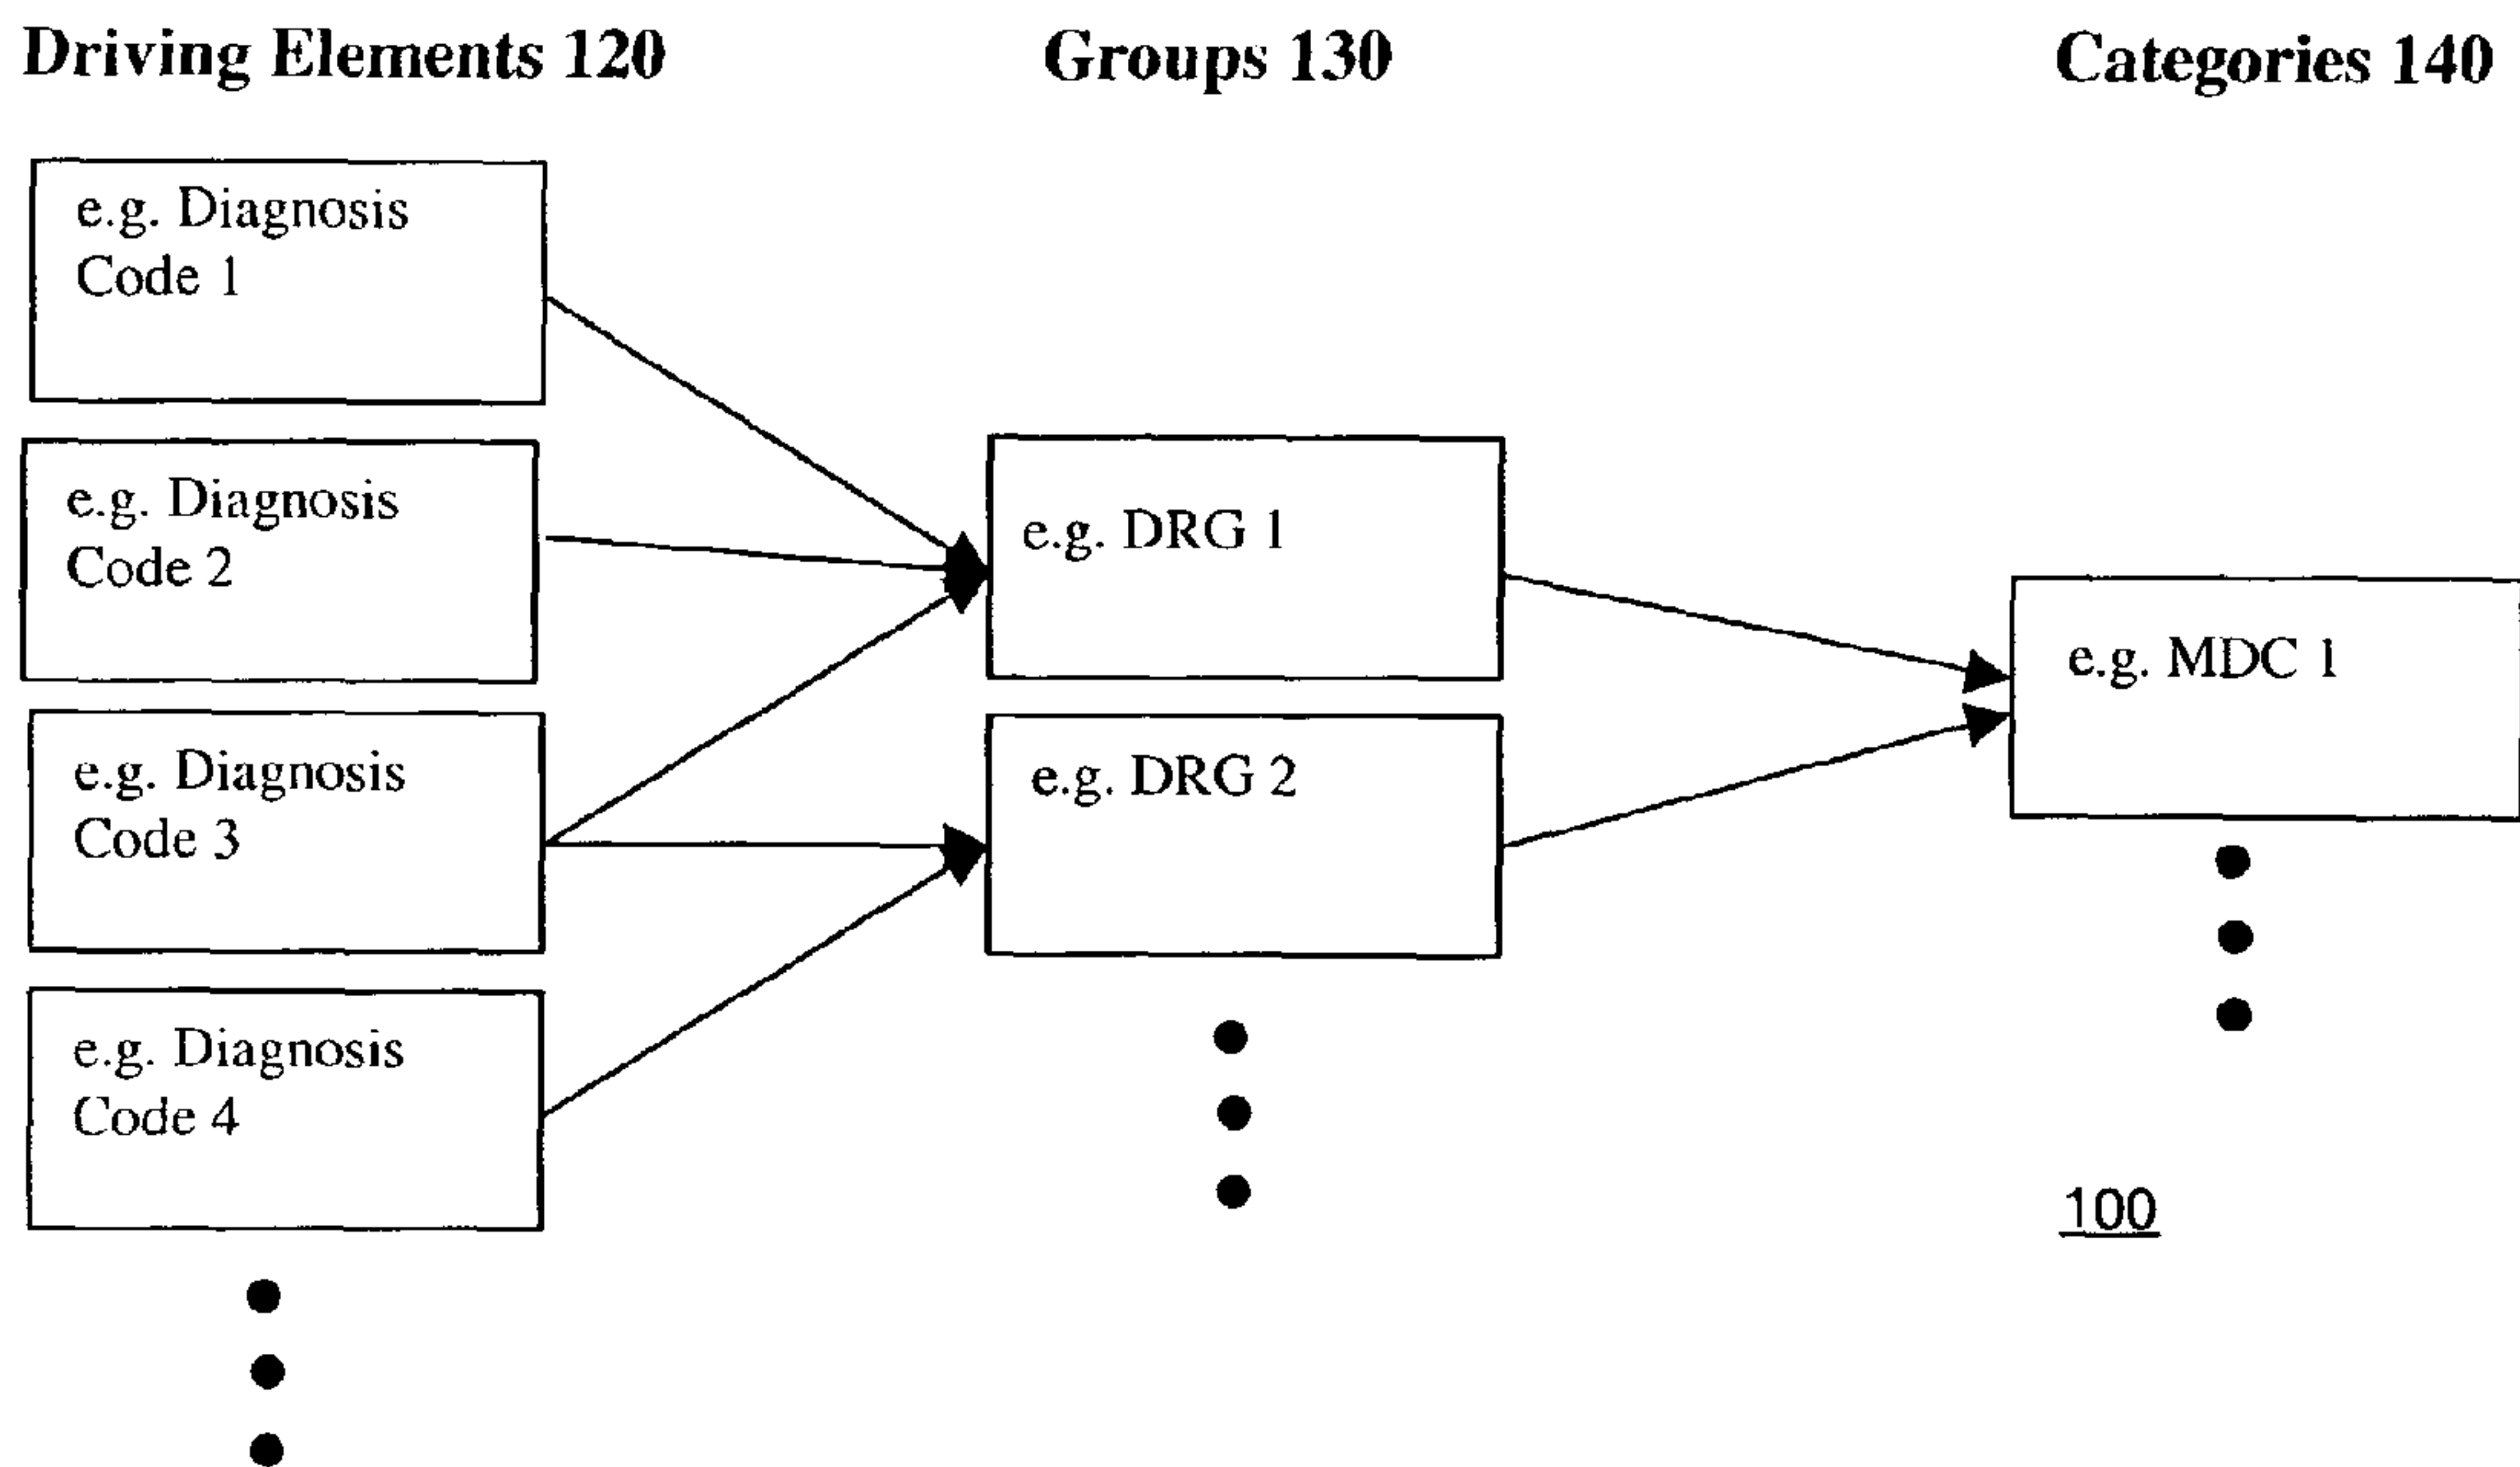 Driving Elements 120
Groups 130
Categories 140
e.g. Diagnosis
Code 1
e.g. Diagnosis
Code 2
e.g. Diagnosis
Code 3
e.g. Diagnosis
Code 4
e.g. DRG 1
e.g. DRG 2
e.g. MDC 1
100